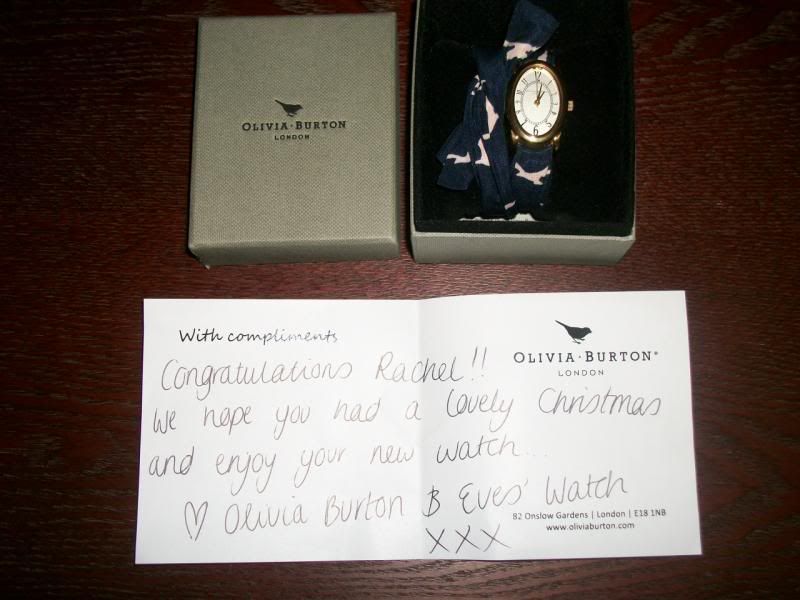 OLIVIA·BURTON
LONDON
With compliments
OLIVIA·BURTON®
LONDON
Congratulations Rachel!!
We hope you had a lovely Christmas
and enjoy your new watch...
♡ Olivia Burton & Eves' Watch
82 Onslow Gardens | London | E18 1NB
www.oliviaburton.com
XXX